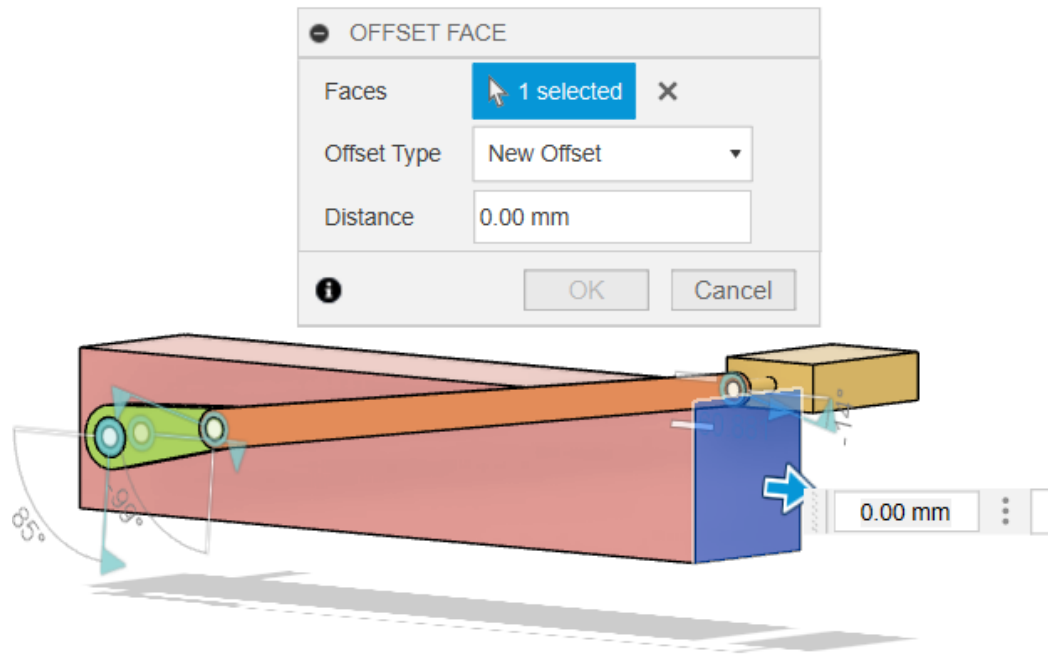 OFFSET FACE
Faces 1 selected
Offset Type New Offset
Distance 0.00 mm
OK Cancel
85°
-99°
0.00 mm